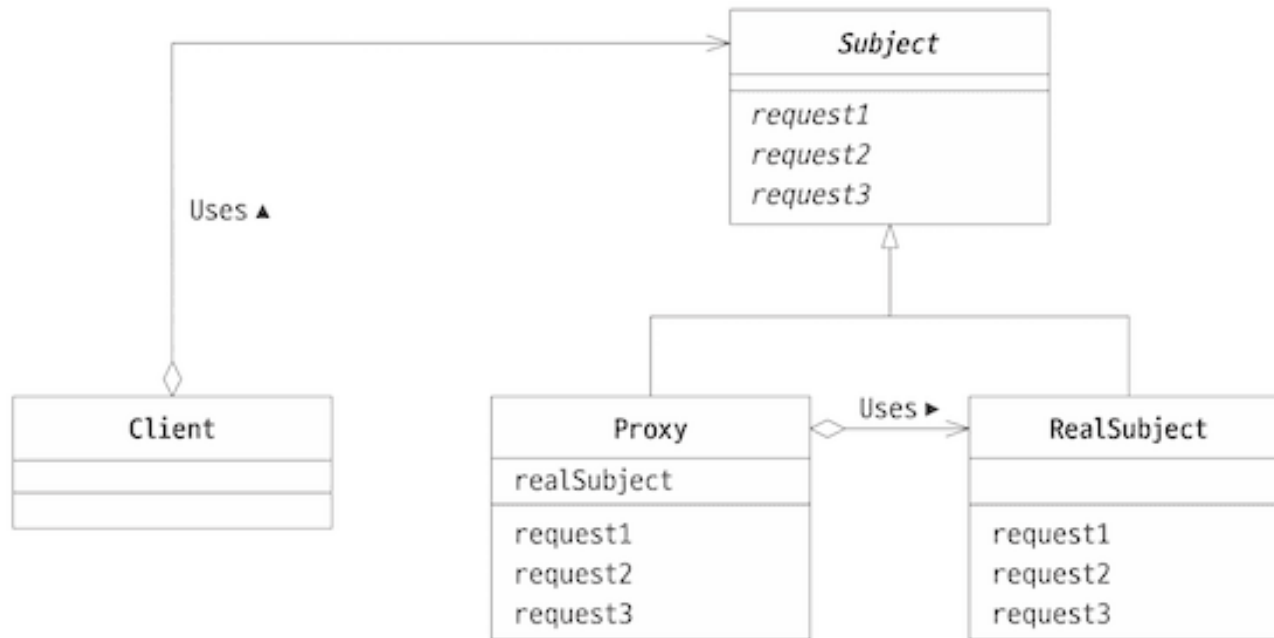 Subject
request1
request2
request3
Uses ▲
Client
Proxy
realSubject
request1
request2
request3
Uses ►
RealSubject
request1
request2
request3